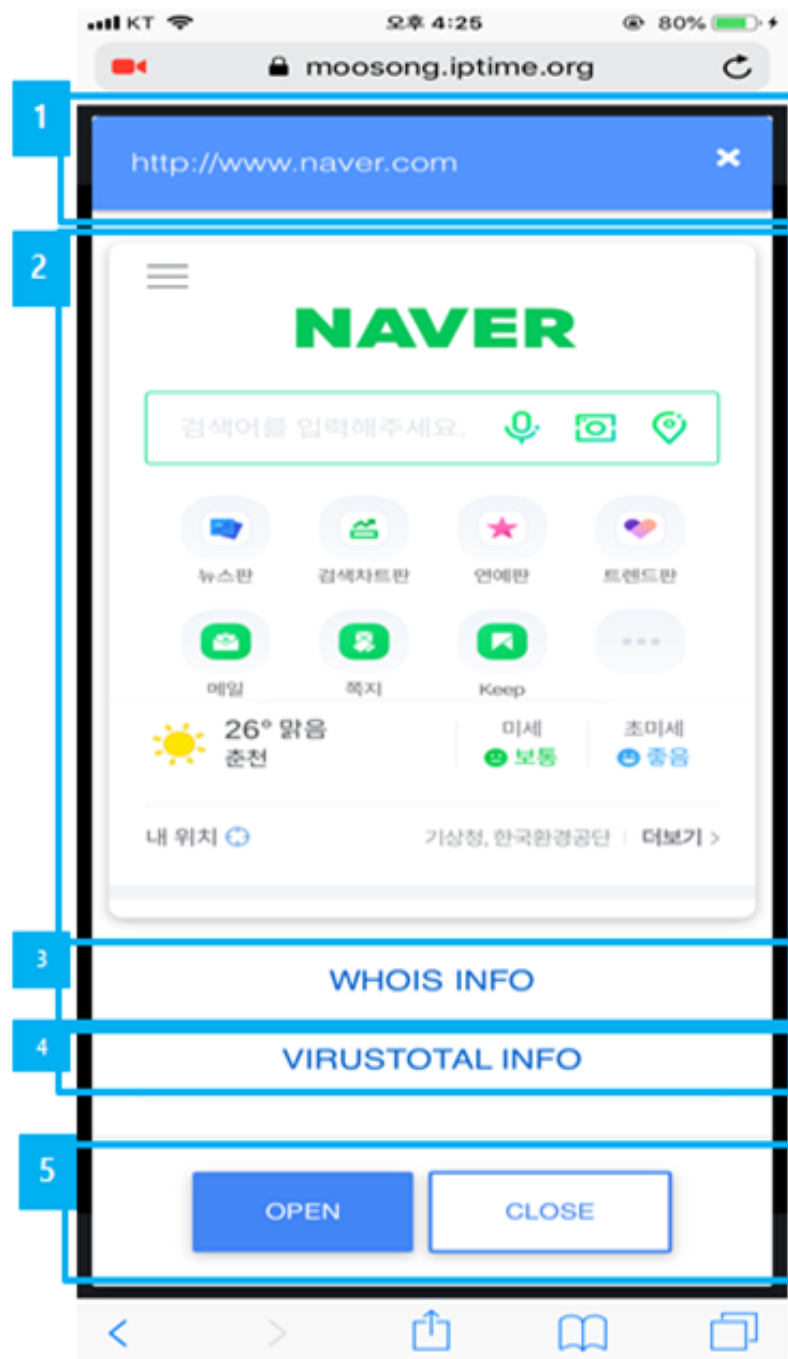 KT 오후 4:25 80%
moosong.iptime.org
1
http://www.naver.com
2
NAVER
검색어를 입력해주세요.
뉴스판 검색차트판 연예판 트렌드판
메일 쪽지 Keep
26° 맑음 미세 초미세
춘천 보통 좋음
내 위치 기상청, 한국환경공단 더보기 >
3
WHOIS INFO
4
VIRUSTOTAL INFO
5
OPEN CLOSE